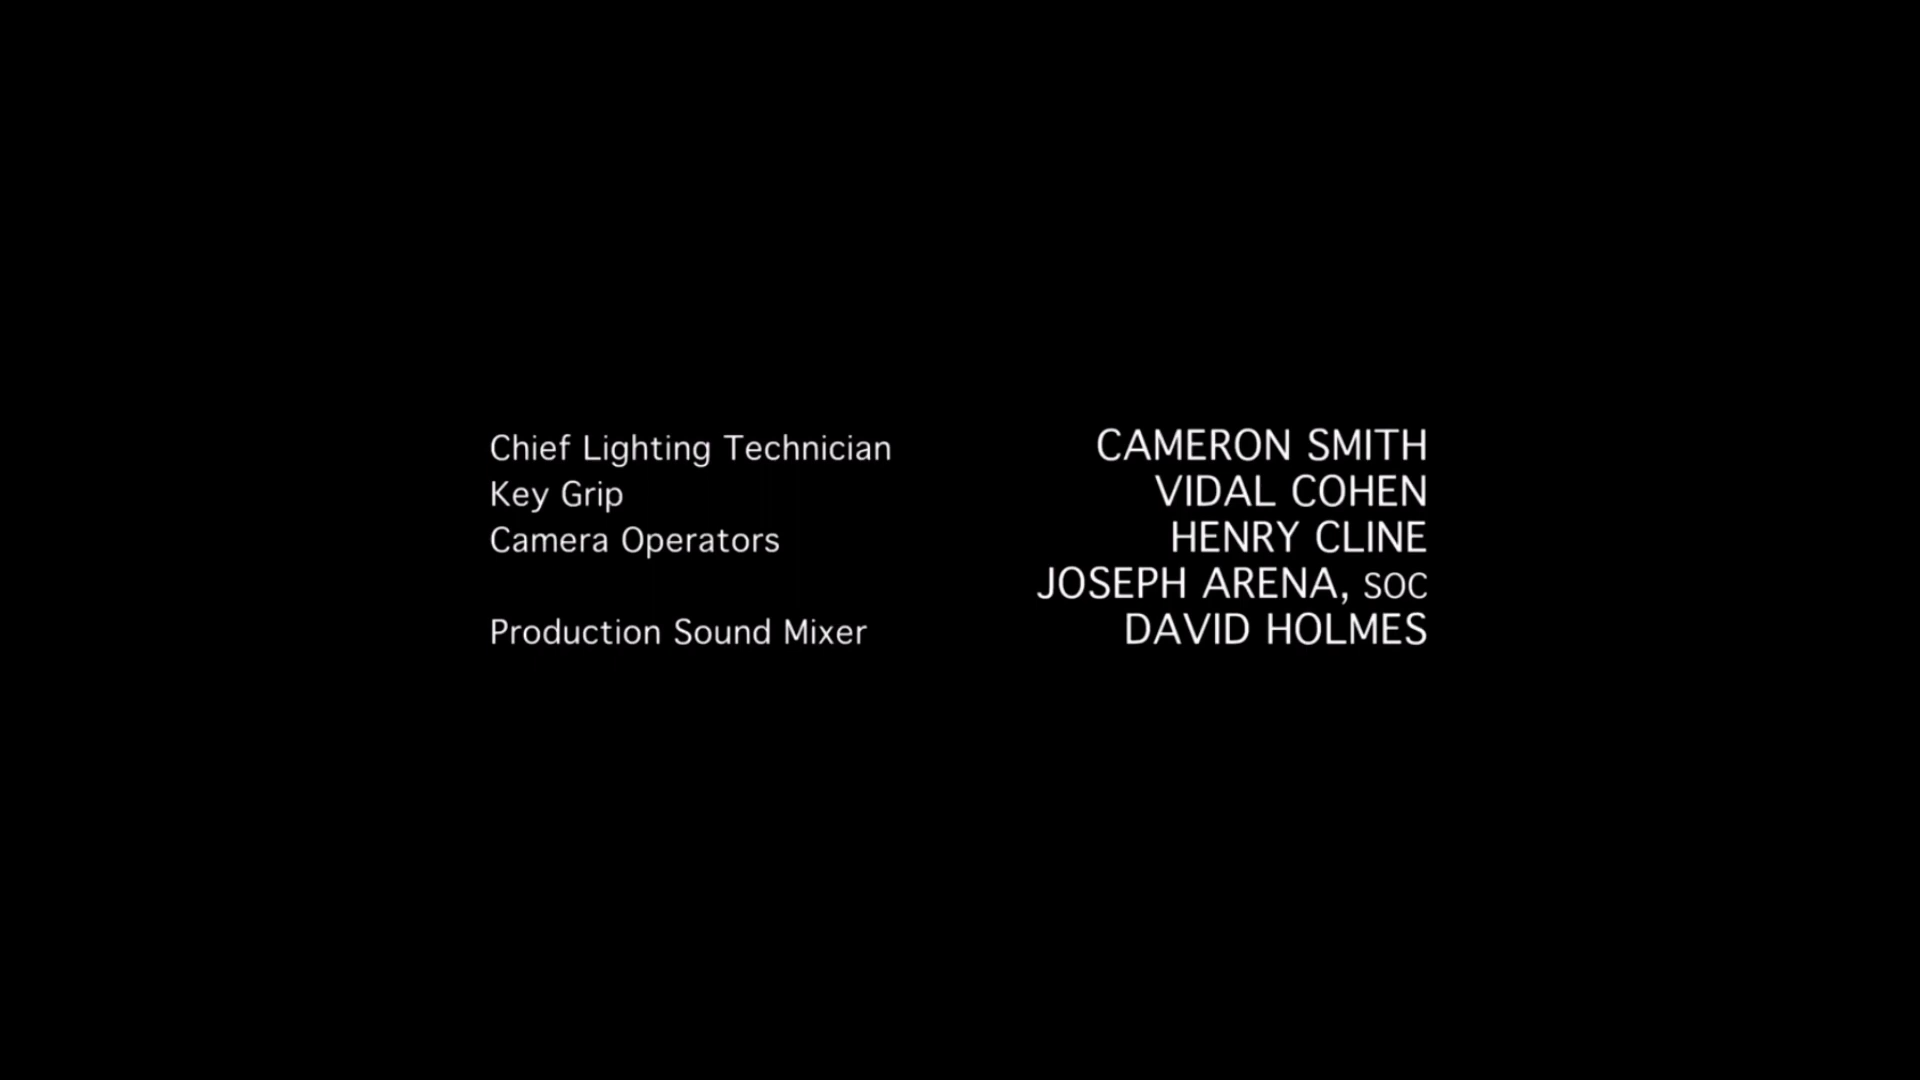 Chief Lighting Technician CAMERON SMITH
Key Grip VIDAL COHEN
Camera Operators HENRY CLINE
JOSEPH ARENA, SOC
Production Sound Mixer DAVID HOLMES